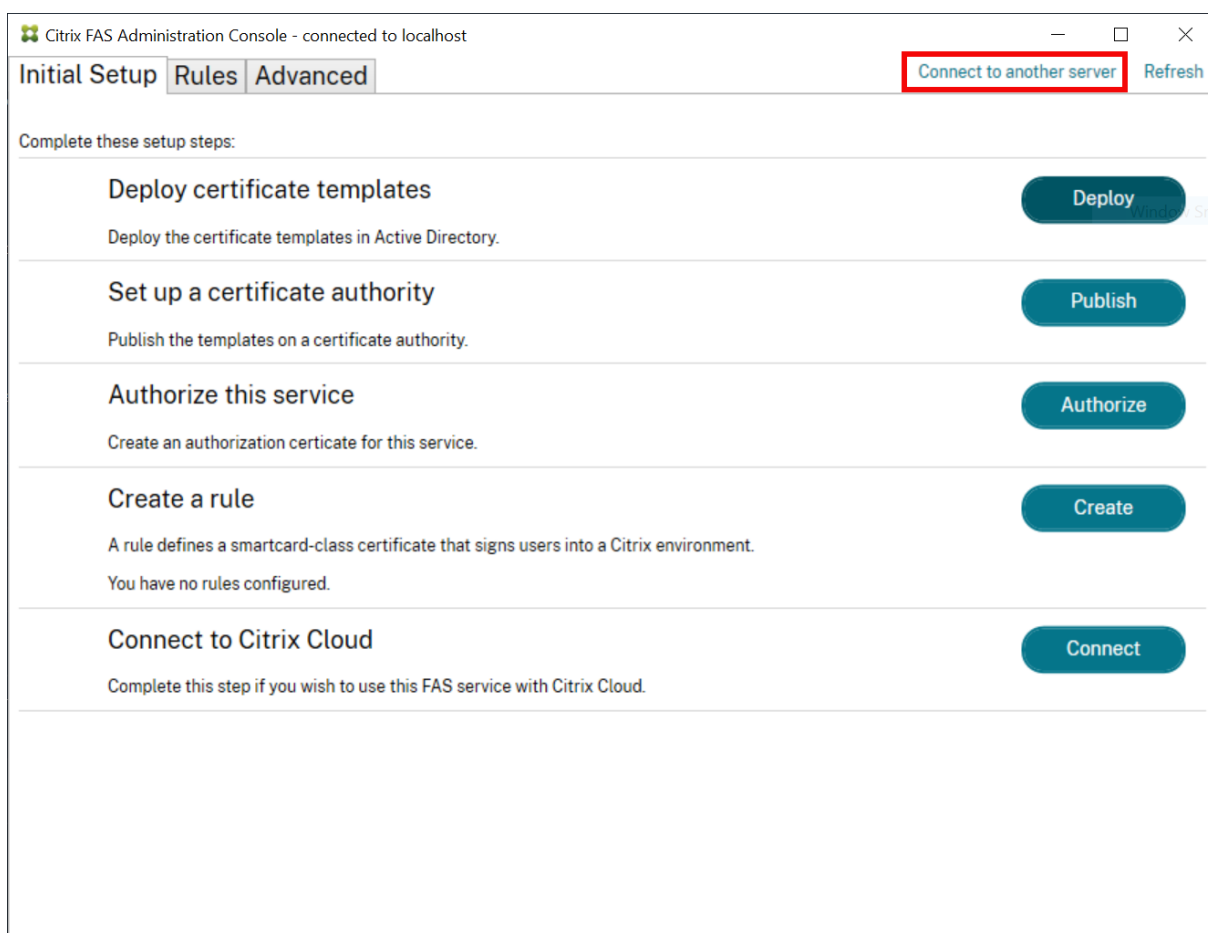 Citrix FAS Administration Console - connected to localhost
Initial Setup Rules Advanced Connect to another server Refresh
Complete these setup steps:
Deploy certificate templates
Deploy
Deploy the certificate templates in Active Directory.
Set up a certificate authority
Publish
Publish the templates on a certificate authority.
Authorize this service
Authorize
Create an authorization certicate for this service.
Create a rule
Create
A rule defines a smartcard-class certificate that signs users into a Citrix environment.
You have no rules configured.
Connect to Citrix Cloud
Connect
Complete this step if you wish to use this FAS service with Citrix Cloud.